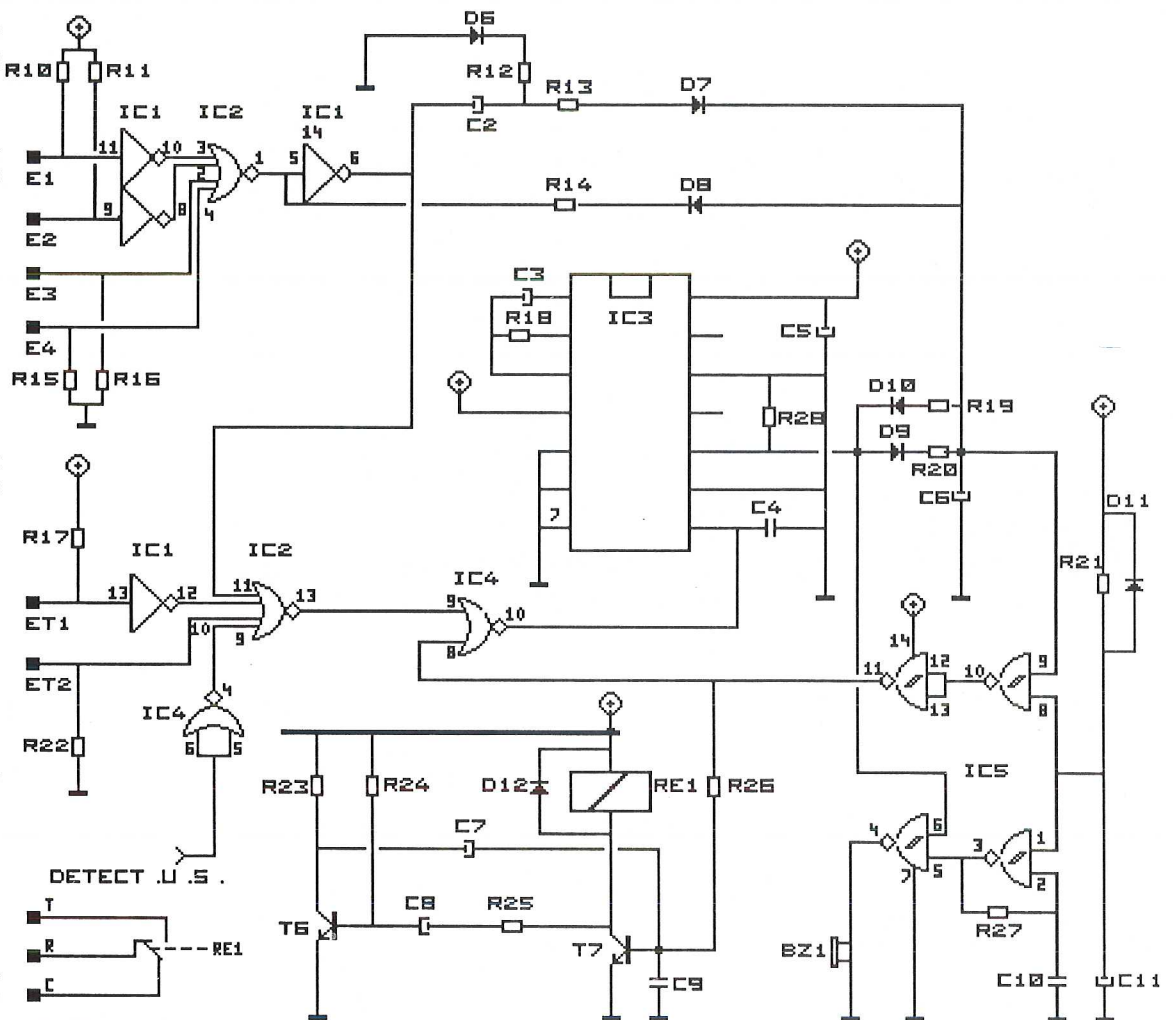 D6
R10 R11 R12 R13 D7
C2
IC1 IC2 IC1
14
11 10 3 1 5 6
2
E1 R14 D8
9 8 4
E2
C3
E3 R18 IC3 C5
E4
R15 R16
D10 R19
R28 D9
R20
C6
7 C4 D11
R17 R21
IC1 IC2 IC4
13 12 11 13 9 10
ET1 10 9 8
14
11 12 10 9
13 8
ET2
4
IC4
R22 6 5
IC5
R23 R24 D12 RE1 R26
C7 4 6 3 1
7 5 2
DETECT .U.S.
T C8 R25
T6 R27
R RE1 T7 BZ1
C C9 C10 C11